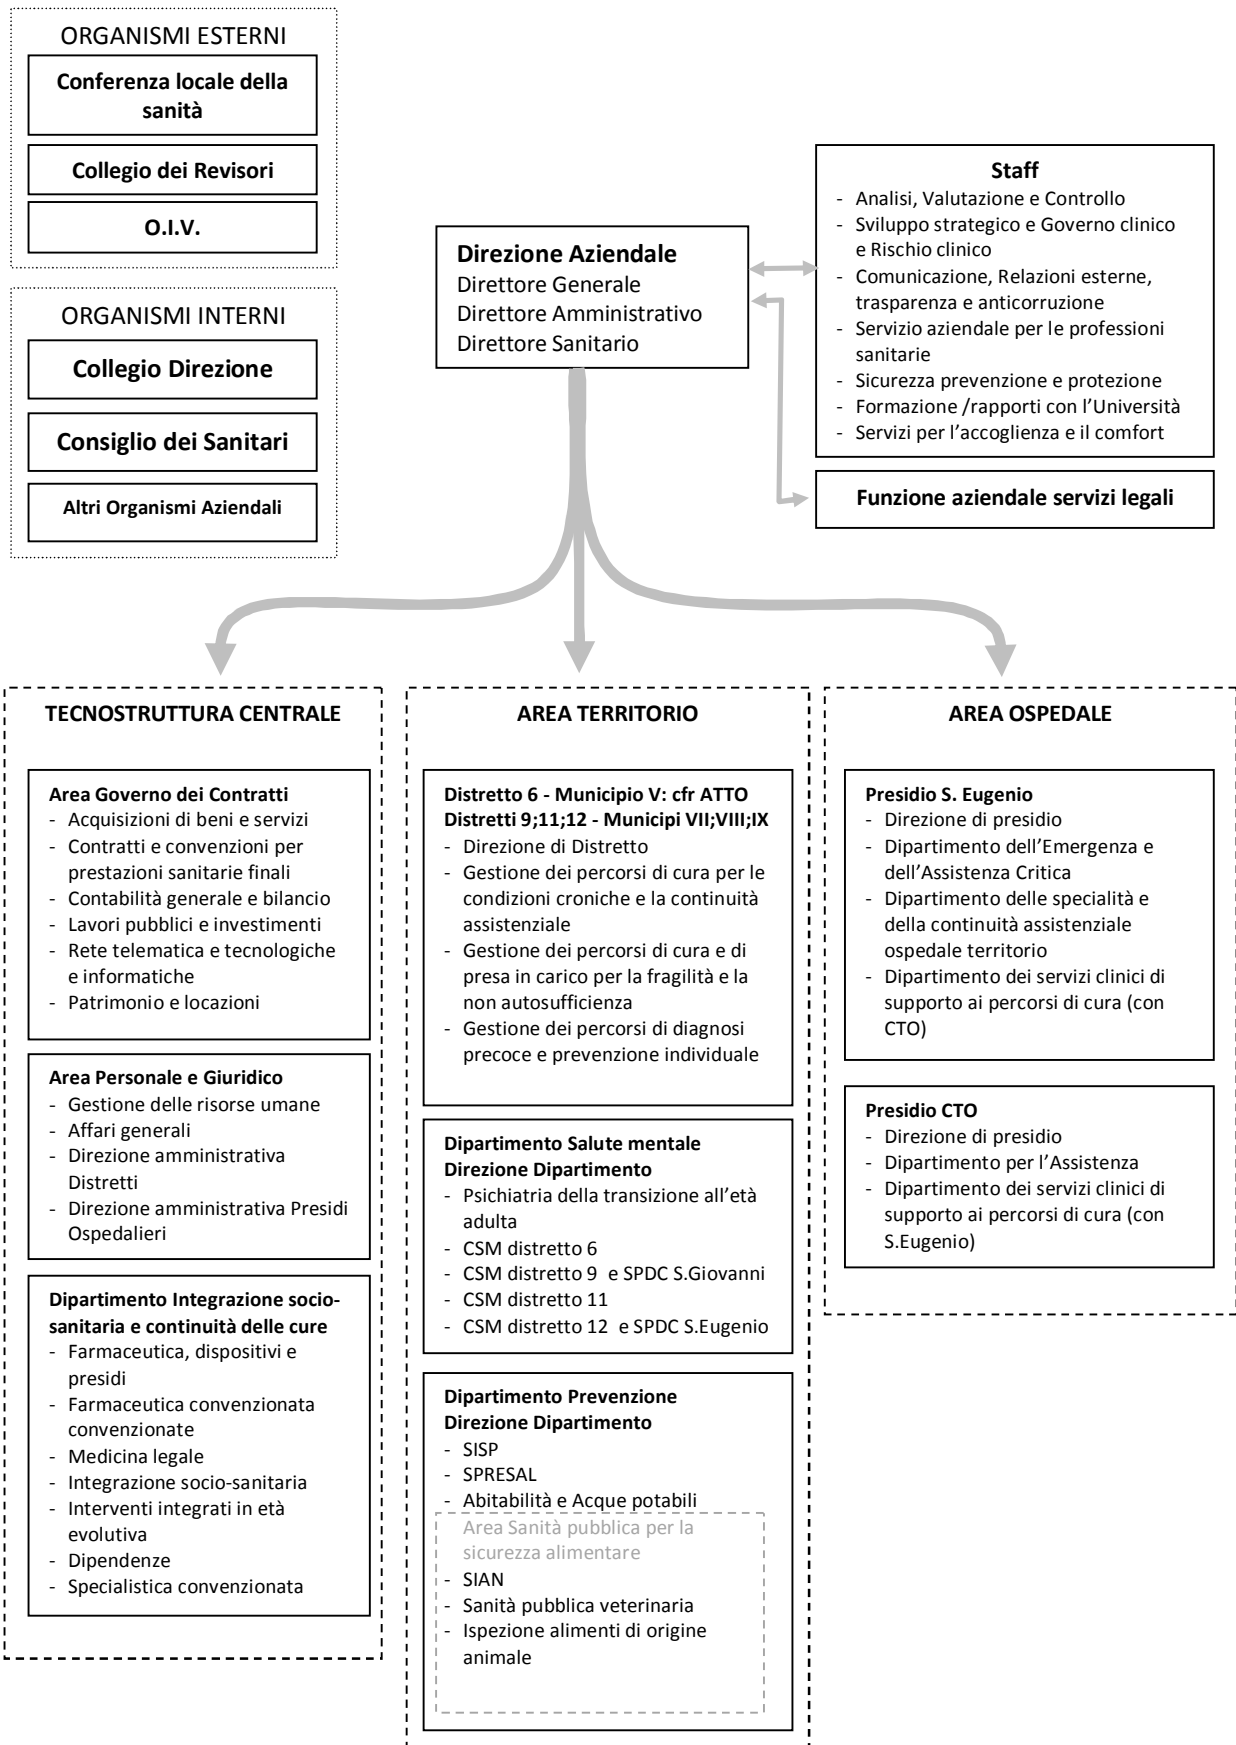 ORGANISMI ESTERNI
Conferenza locale della
sanità
Collegio dei Revisori
O.I.V.
ORGANISMI INTERNI
Collegio Direzione
Consiglio dei Sanitari
Altri Organismi Aziendali
Direzione Aziendale
Direttore Generale
Direttore Amministrativo
Direttore Sanitario
Staff
- Analisi, Valutazione e Controllo
- Sviluppo strategico e Governo clinico
e Rischio clinico
- Comunicazione, Relazioni esterne,
trasparenza e anticorruzione
- Servizio aziendale per le professioni
sanitarie
- Sicurezza prevenzione e protezione
- Formazione /rapporti con l’Università
- Servizi per l’accoglienza e il comfort
Funzione aziendale servizi legali
TECNOSTRUTTURA CENTRALE
Area Governo dei Contratti
- Acquisizioni di beni e servizi
- Contratti e convenzioni per
prestazioni sanitarie finali
- Contabilità generale e bilancio
- Lavori pubblici e investimenti
- Rete telematica e tecnologiche
e informatiche
- Patrimonio e locazioni
Area Personale e Giuridico
- Gestione delle risorse umane
- Affari generali
- Direzione amministrativa
Distretti
- Direzione amministrativa Presidi
Ospedalieri
Dipartimento Integrazione socio-
sanitaria e continuità delle cure
- Farmaceutica, dispositivi e
presidi
- Farmaceutica convenzionata
convenzionate
- Medicina legale
- Integrazione socio-sanitaria
- Interventi integrati in età
evolutiva
- Dipendenze
- Specialistica convenzionata
AREA TERRITORIO
Distretto 6 - Municipio V: cfr ATTO
Distretti 9;11;12 - Municipi VII;VIII;IX
- Direzione di Distretto
- Gestione dei percorsi di cura per le
condizioni croniche e la continuità
assistenziale
- Gestione dei percorsi di cura e di
presa in carico per la fragilità e la
non autosufficienza
- Gestione dei percorsi di diagnosi
precoce e prevenzione individuale
Dipartimento Salute mentale
Direzione Dipartimento
- Psichiatria della transizione all’età
adulta
- CSM distretto 6
- CSM distretto 9 e SPDC S.Giovanni
- CSM distretto 11
- CSM distretto 12 e SPDC S.Eugenio
Dipartimento Prevenzione
Direzione Dipartimento
- SISP
- SPRESAL
- Abitabilità e Acque potabili
Area Sanità pubblica per la
sicurezza alimentare
- SIAN
- Sanità pubblica veterinaria
- Ispezione alimenti di origine
animale
AREA OSPEDALE
Presidio S. Eugenio
- Direzione di presidio
- Dipartimento dell’Emergenza e
dell’Assistenza Critica
- Dipartimento delle specialità e
della continuità assistenziale
ospedale territorio
- Dipartimento dei servizi clinici di
supporto ai percorsi di cura (con
CTO)
Presidio CTO
- Direzione di presidio
- Dipartimento per l’Assistenza
- Dipartimento dei servizi clinici di
supporto ai percorsi di cura (con
S.Eugenio)